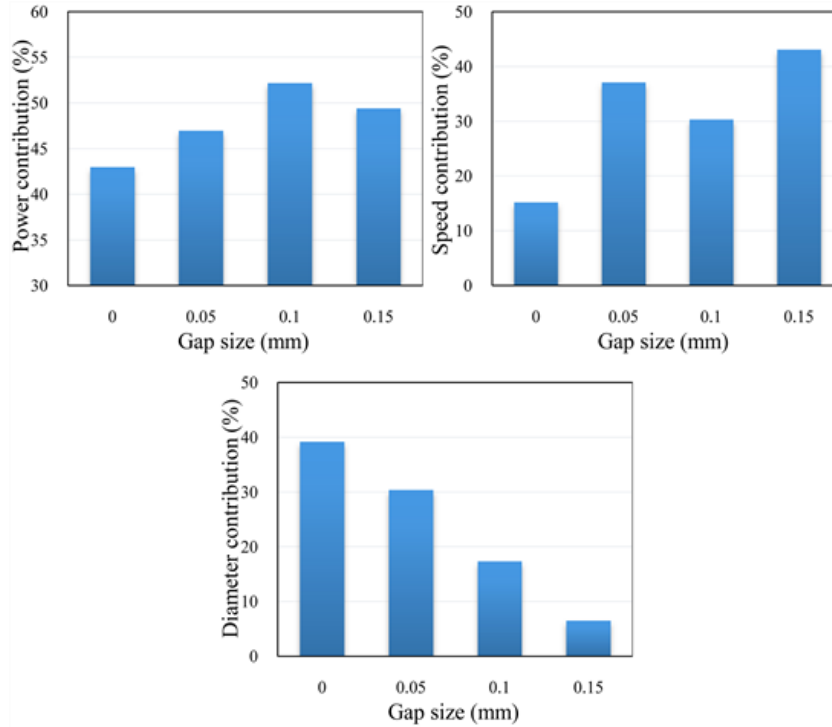 Power contribution (%)
60
55
50
45
40
35
30
0 0.05 0.1 0.15
Gap size (mm)
Speed contribution (%)
50
40
30
20
10
0
0 0.05 0.1 0.15
Gap size (mm)
Diameter contribution (%)
50
40
30
20
10
0
0 0.05 0.1 0.15
Gap size (mm)